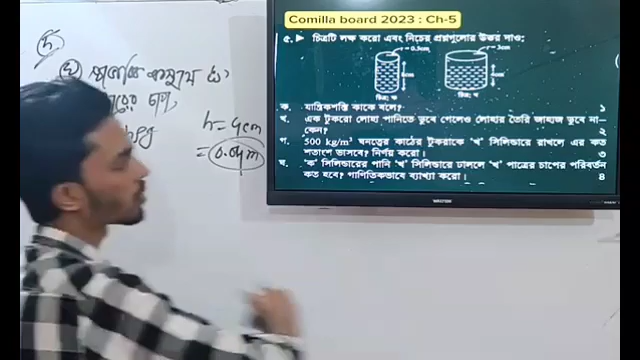 Comilla board 2023 : Ch-5
৫. ▶ চিত্রটি লক্ষ করো এবং নিচের প্রশ্নগুলোর উত্তর দাও:
r = 0.5cm
r = 3cm
চিত্র: ক চিত্র: খ
ক. যান্ত্রিকশক্তি কাকে বলে? ১
খ. এক টুকরো লোহা পানিতে ডুবে গেলেও লোহার তৈরি জাহাজ ডুবে না- কেন? ২
গ. 500 kg/m³ ঘনত্বের কাঠের টুকরাকে 'খ' সিলিন্ডারে রাখলে এর কত
শতাংশ ভাসবে? নির্ণয় করো। ৩
ঘ. 'ক' সিলিন্ডারের পানি 'খ' সিলিন্ডারে ঢাললে 'খ' পাত্রের চাপের পরিবর্তন
কত হবে? গাণিতিকভাবে ব্যাখ্যা করো। ৪
ঘ
চাপ,
h = 4cm
= 0.04m